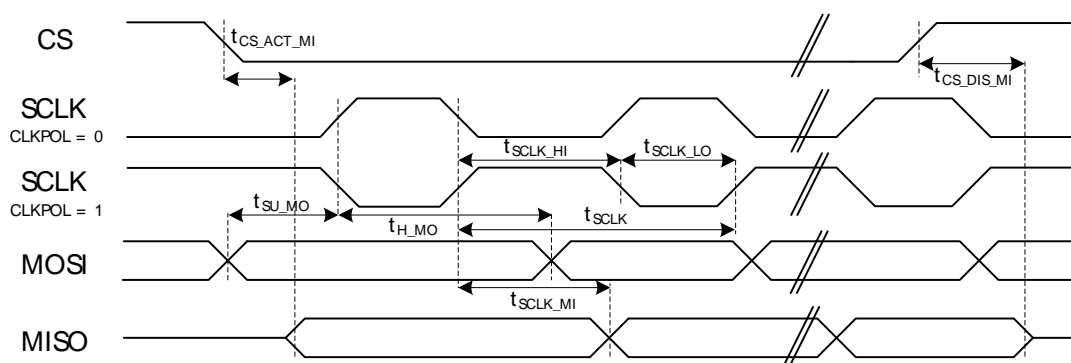 CS
tCS_ACT_MI
tCS_DIS_MI
SCLK
CLKPOL = 0
tSCLK_HI
tSCLK_LO
SCLK
CLKPOL = 1
tSU_MO
tH_MO
tSCLK
MOSI
tSCLK_MI
MISO